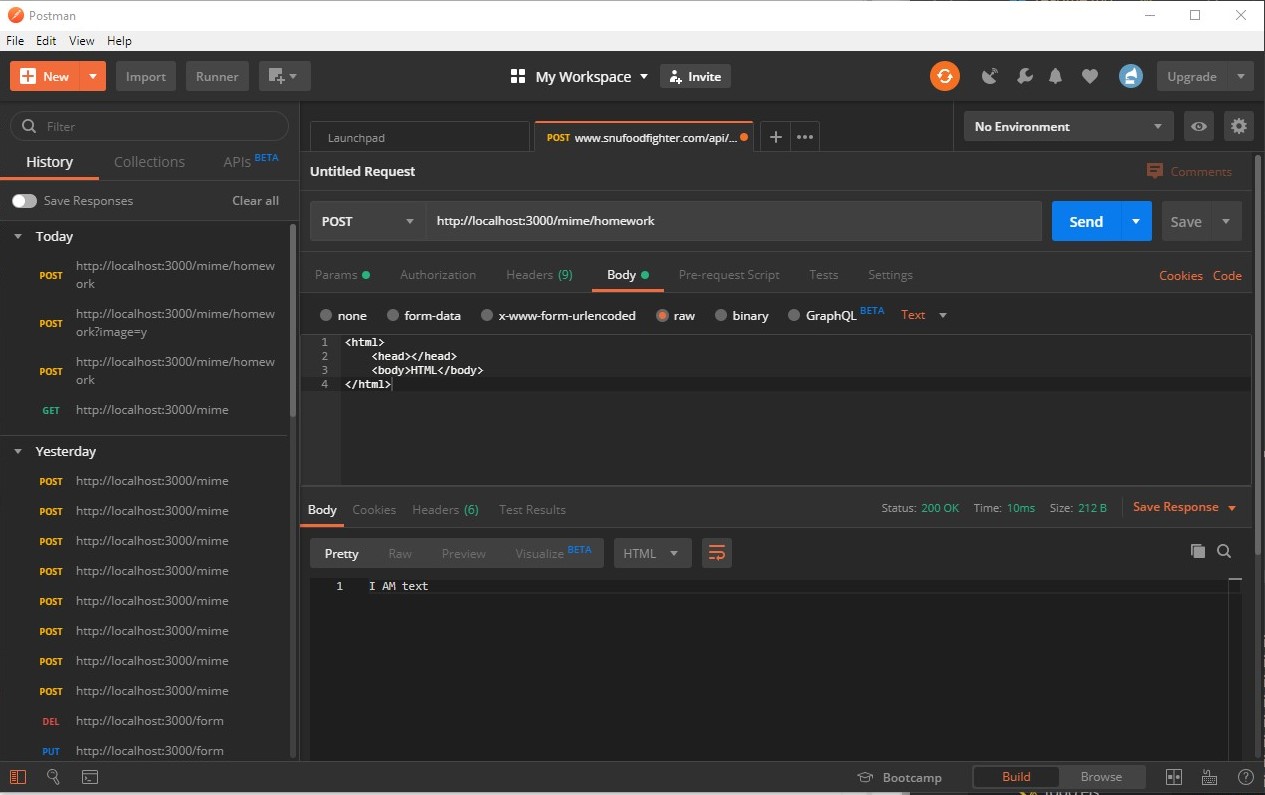 Postman
File Edit View Help
New Import Runner My Workspace Invite Upgrade
Filter
History Collections APIs BETA
Save Responses Clear all
Today
POST http://localhost:3000/mime/homew
ork
POST http://localhost:3000/mime/homew
ork?image=y
POST http://localhost:3000/mime/homew
ork
GET http://localhost:3000/mime
Yesterday
POST http://localhost:3000/mime
POST http://localhost:3000/mime
POST http://localhost:3000/mime
POST http://localhost:3000/mime
POST http://localhost:3000/mime
POST http://localhost:3000/mime
POST http://localhost:3000/mime
POST http://localhost:3000/mime
DEL http://localhost:3000/form
PUT http://localhost:3000/form
Launchpad POST www.snufoodfighter.com/api/... No Environment
Untitled Request Comments
POST http://localhost:3000/mime/homework Send Save
Params Authorization Headers (9) Body Pre-request Script Tests Settings Cookies Code
none form-data x-www-form-urlencoded raw binary GraphQL BETA Text
1 <html>
2 <head></head>
3 <body>HTML</body>
4 </html>
Body Cookies Headers (6) Test Results Status: 200 OK Time: 10ms Size: 212 B Save Response
Pretty Raw Preview Visualize BETA HTML
1 I AM text
Bootcamp Build Browse